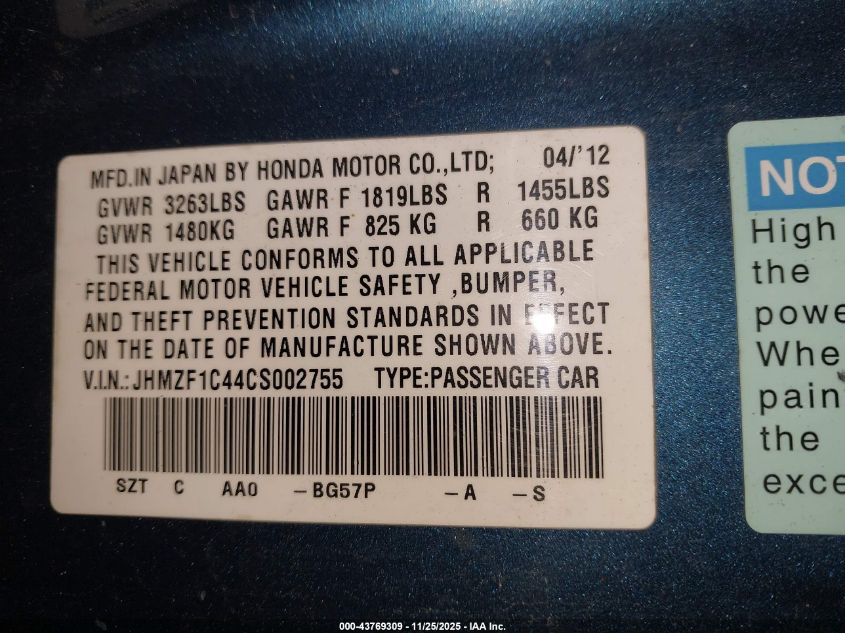 MFD.IN JAPAN BY HONDA MOTOR CO.,LTD; 04/'12
GVWR 3263LBS GAWR F 1819LBS R 1455LBS
GVWR 1480KG GAWR F 825 KG R 660 KG
THIS VEHICLE CONFORMS TO ALL APPLICABLE
FEDERAL MOTOR VEHICLE SAFETY ,BUMPER,
AND THEFT PREVENTION STANDARDS IN EFFECT
ON THE DATE OF MANUFACTURE SHOWN ABOVE.
V.I.N.:JHMZF1C44CS002755 TYPE:PASSENGER CAR
SZT C AA0 -BG57P -A -S
NOT
High
the
powe
Whe
pain
the
exce
000-43769309 - 11/25/2025 - IAA Inc.